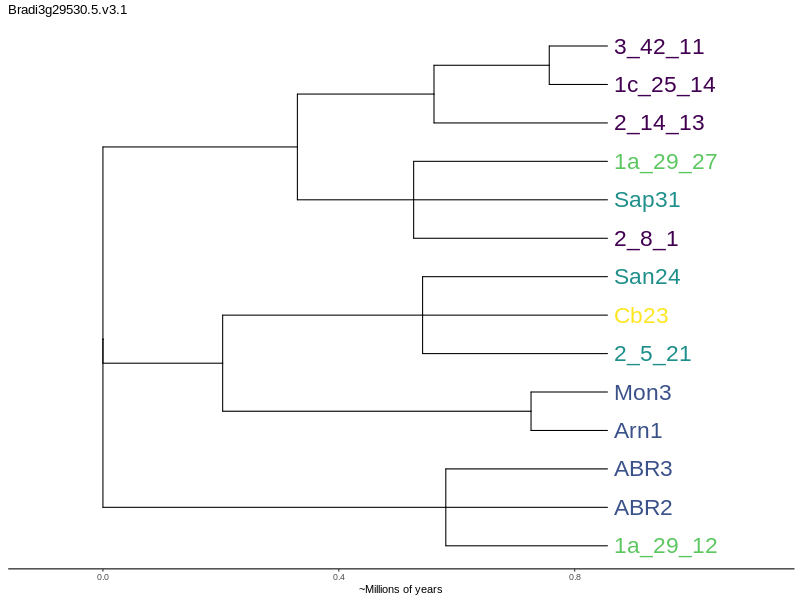 Bradi3g29530.5.v3.1
3_42_11
1c_25_14
2_14_13
1a_29_27
Sap31
2_8_1
San24
Cb23
2_5_21
Mon3
Arn1
ABR3
ABR2
1a_29_12
0.0 0.4 0.8
~Millions of years